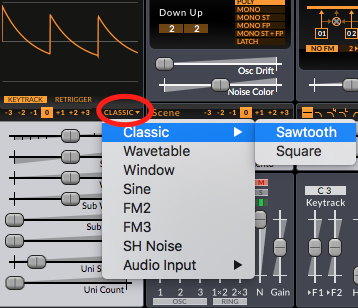 POLY
Down Up
MONO
MONO ST
MONO FP
2 2
MONO ST + FP
LATCH
01 02
NO FM 2
Osc Drift
Noise Color
KEYTRACK RETRIGGER
-3 -2 -1 0 +1 +2 +3
CLASSIC
Scene
-3 -2 -1 0 +1 +2 +3
Classic
Wavetable
Window
Sine
FM2
FM3
SH Noise
Audio Input
Sawtooth
Square
Sub W
Sub
Uni S
Uni Count
C 3
Keytrack
1 2 3 1×2 2×3
N Gain
OSC RING
▸F1 ▸F2